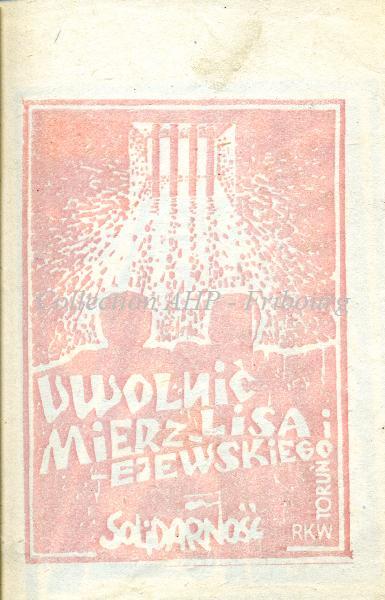 Collection AHP - Fribourg
UWOLNIĆ
MIERZ. LISA i
-EJEWSKIEGO
SOLIDARNOŚĆ
RKW TORUŃ